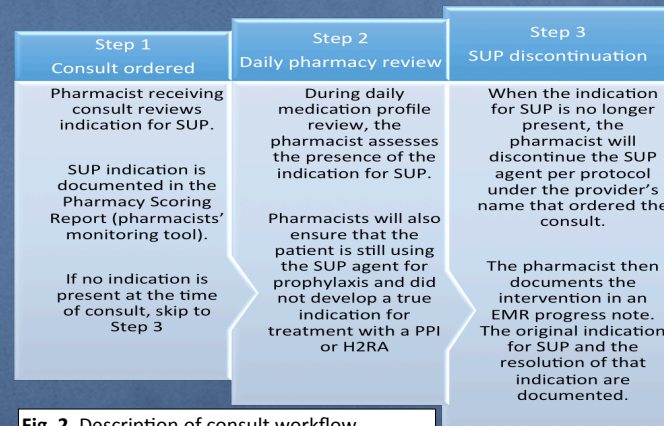 Step 1
Consult ordered
Pharmacist receiving
consult reviews
indication for SUP.
SUP indication is
documented in the
Pharmacy Scoring
Report (pharmacists’
monitoring tool).
If no indication is
present at the time
of consult, skip to
Step 3
Step 2
Daily pharmacy review
During daily
medication profile
review, the
pharmacist assesses
the presence of the
indication for SUP.
Pharmacists will also
ensure that the
patient is still using
the SUP agent for
prophylaxis and did
not develop a true
indication for
treatment with a PPI
or H2RA
Step 3
SUP discontinuation
When the indication
for SUP is no longer
present, the
pharmacist will
discontinue the SUP
agent per protocol
under the provider’s
name that ordered the
consult.
The pharmacist then
documents the
intervention in an
EMR progress note.
The original indication
for SUP and the
resolution of that
indication are
documented.
Fig. 2. Description of consult workflow